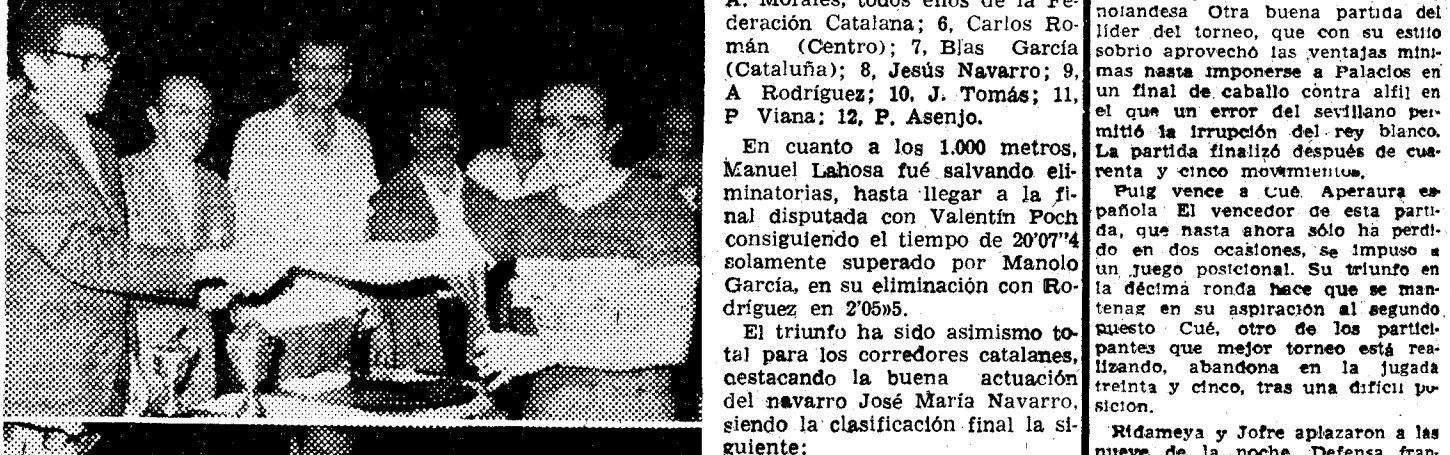 A. Morales, todos ellos de la Fe-
deración Catalana; 6, Carlos Ro-
mán (Centro); 7, Blas García
(Cataluña); 8, Jesús Navarro; 9,
A Rodríguez; 10, J. Tomás; 11,
P Viana; 12, P. Asenjo.
En cuanto a los 1.000 metros,
Manuel Lahosa fué salvando eli-
minatorias, hasta llegar a la fi-
nal disputada con Valentín Poch
consiguiendo el tiempo de 20'07"4
solamente superado por Manolo
García, en su eliminación con Ro-
dríguez en 2'05»5.
El triunfo ha sido asimismo to-
tal para los corredores catalanes,
destacando la buena actuación
del navarro José María Navarro,
siendo la clasificación final la si-
guiente:
holandesa Otra buena partida del
líder del torneo, que con su estilo
sobrio aprovechó las ventajas míni-
mas hasta imponerse a Palacios en
un final de caballo contra alfil en
el que un error del sevillano per-
mitió la irrupción del rey blanco.
La partida finalizó después de cua-
renta y cinco movimientos.
Puig vence a Cué. Aperaura es-
pañola El vencedor de esta parti-
da, que hasta ahora sólo ha perdi-
do en dos ocasiones, se impuso a
un juego posicional. Su triunfo en
la décima ronda hace que se man-
tenag en su aspiración al segundo
puesto Cué, otro de los partici-
pantes que mejor torneo está rea-
lizando, abandona en la jugada
treinta y cinco, tras una difícil po-
sición.
Ridameya y Jofre aplazaron a las
nueve de la noche Defensa fran-